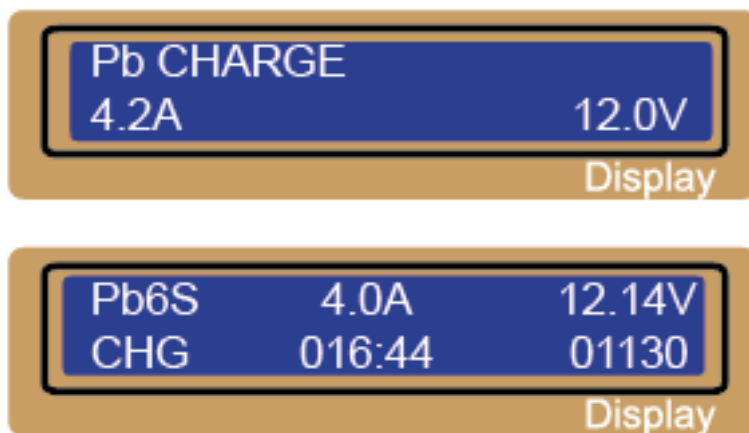 Pb CHARGE
4.2A 12.0V
Display
Pb6S 4.0A 12.14V
CHG 016:44 01130
Display